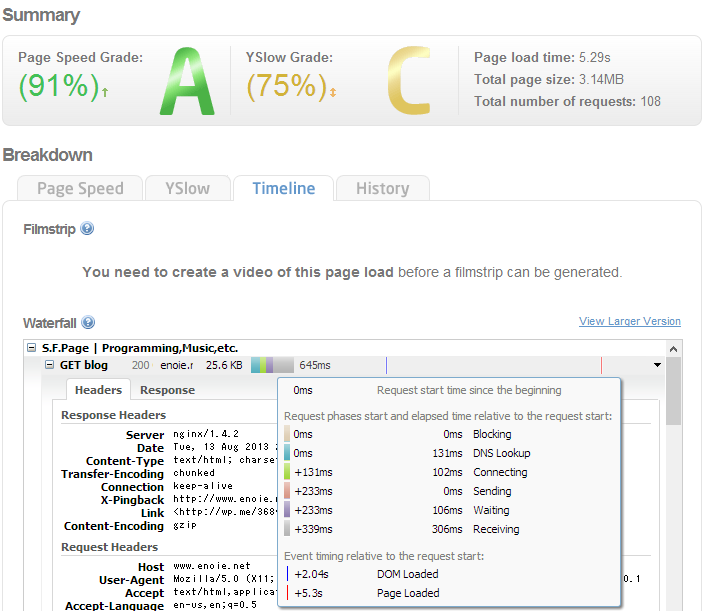 Summary
Page Speed Grade:
(91%)↑
A
YSlow Grade:
(75%)↕
C
Page load time: 5.29s
Total page size: 3.14MB
Total number of requests: 108
Breakdown
Page Speed
YSlow
Timeline
History
Filmstrip ?
You need to create a video of this page load before a filmstrip can be generated.
Waterfall ?
View Larger Version
S.F.Page | Programming,Music,etc.
GET blog 200 enoie.r 25.6 KB 645ms
Headers Response
Response Headers
Server nginx/1.4.2
Date Tue, 13 Aug 2013
Content-Type text/html; charset
Transfer-Encoding chunked
Connection keep-alive
X-Pingback http://www.enoie.n
Link <http://wp.me/368
Content-Encoding gzip
Request Headers
Host www.enoie.net
User-Agent Mozilla/5.0 (X11; 0.1
Accept text/html,applicat
Accept-Language en-us,en;q=0.5
0ms Request start time since the beginning
Request phases start and elapsed time relative to the request start:
0ms 0ms Blocking
0ms 131ms DNS Lookup
+131ms 102ms Connecting
+233ms 0ms Sending
+233ms 106ms Waiting
+339ms 306ms Receiving
Event timing relative to the request start:
+2.04s DOM Loaded
+5.3s Page Loaded